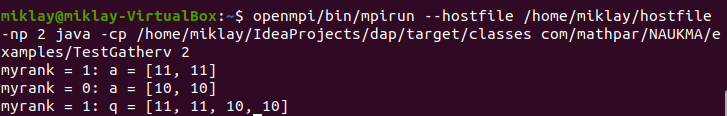 miklay@miklay-VirtualBox:~$ openmpi/bin/mpirun --hostfile /home/miklay/hostfile
-np 2 java -cp /home/miklay/IdeaProjects/dap/target/classes com/mathpar/NAUKMA/e
xamples/TestGatherv 2
myrank = 1: a = [11, 11]
myrank = 0: a = [10, 10]
myrank = 1: q = [11, 11, 10, 10]